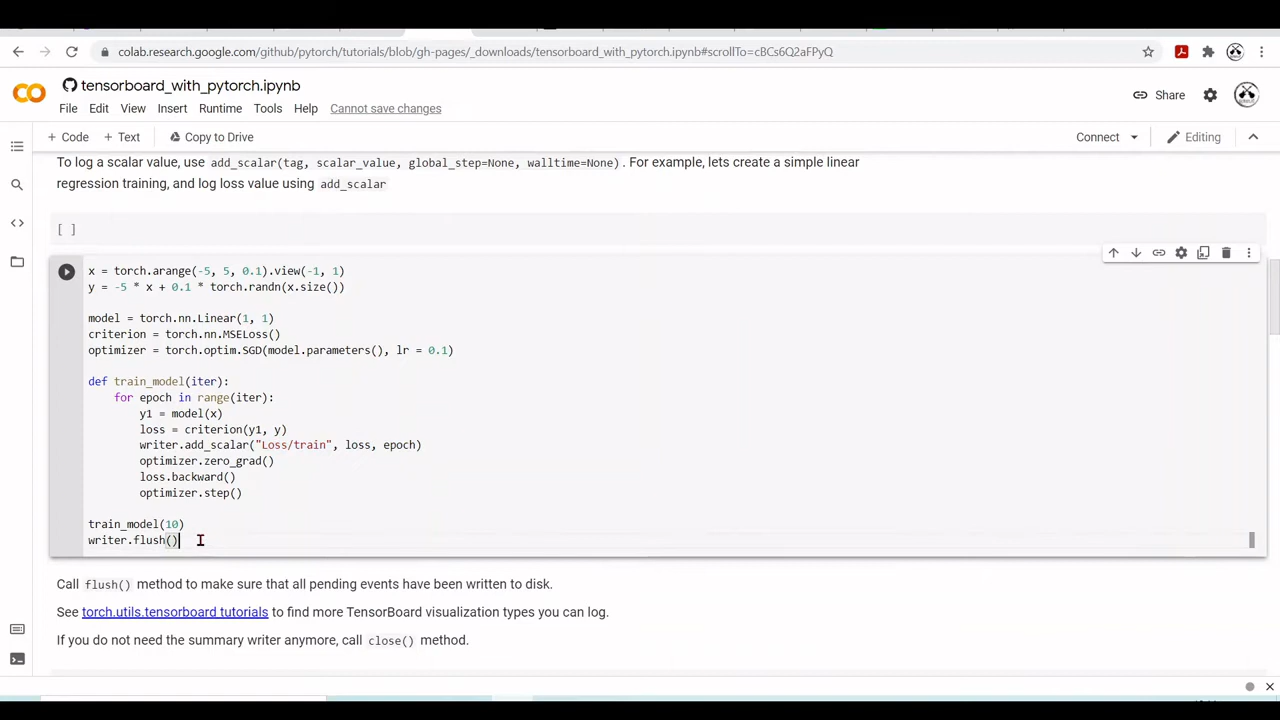 colab.research.google.com/github/pytorch/tutorials/blob/gh-pages/_downloads/tensorboard_with_pytorch.ipynb#scrollTo=cBCs6Q2aFPyQ
tensorboard_with_pytorch.ipynb
Share
File Edit View Insert Runtime Tools Help Cannot save changes
+ Code + Text Copy to Drive Connect Editing
To log a scalar value, use add_scalar(tag, scalar_value, global_step=None, walltime=None). For example, lets create a simple linear
regression training, and log loss value using add_scalar
[ ]
x = torch.arange(-5, 5, 0.1).view(-1, 1)
y = -5 * x + 0.1 * torch.randn(x.size())
model = torch.nn.Linear(1, 1)
criterion = torch.nn.MSELoss()
optimizer = torch.optim.SGD(model.parameters(), lr = 0.1)
def train_model(iter):
for epoch in range(iter):
y1 = model(x)
loss = criterion(y1, y)
writer.add_scalar("Loss/train", loss, epoch)
optimizer.zero_grad()
loss.backward()
optimizer.step()
train_model(10)
writer.flush()
Call flush() method to make sure that all pending events have been written to disk.
See torch.utils.tensorboard tutorials to find more TensorBoard visualization types you can log.
If you do not need the summary writer anymore, call close() method.